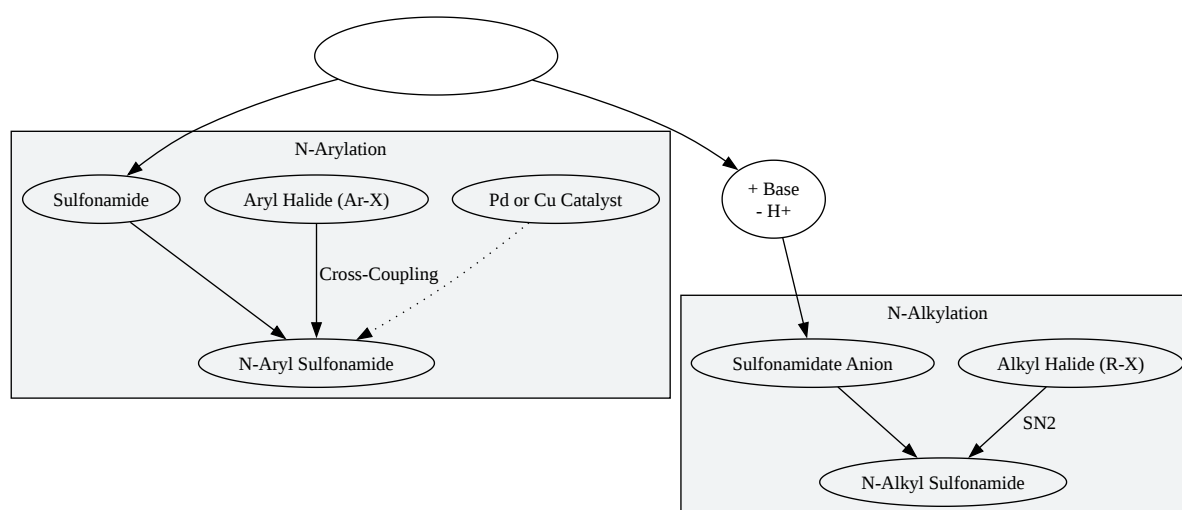 N-Arylation
Sulfonamide
Aryl Halide (Ar-X)
Pd or Cu Catalyst
+ Base
- H+
Cross-Coupling
N-Alkylation
N-Aryl Sulfonamide
Sulfonamidate Anion
Alkyl Halide (R-X)
SN2
N-Alkyl Sulfonamide